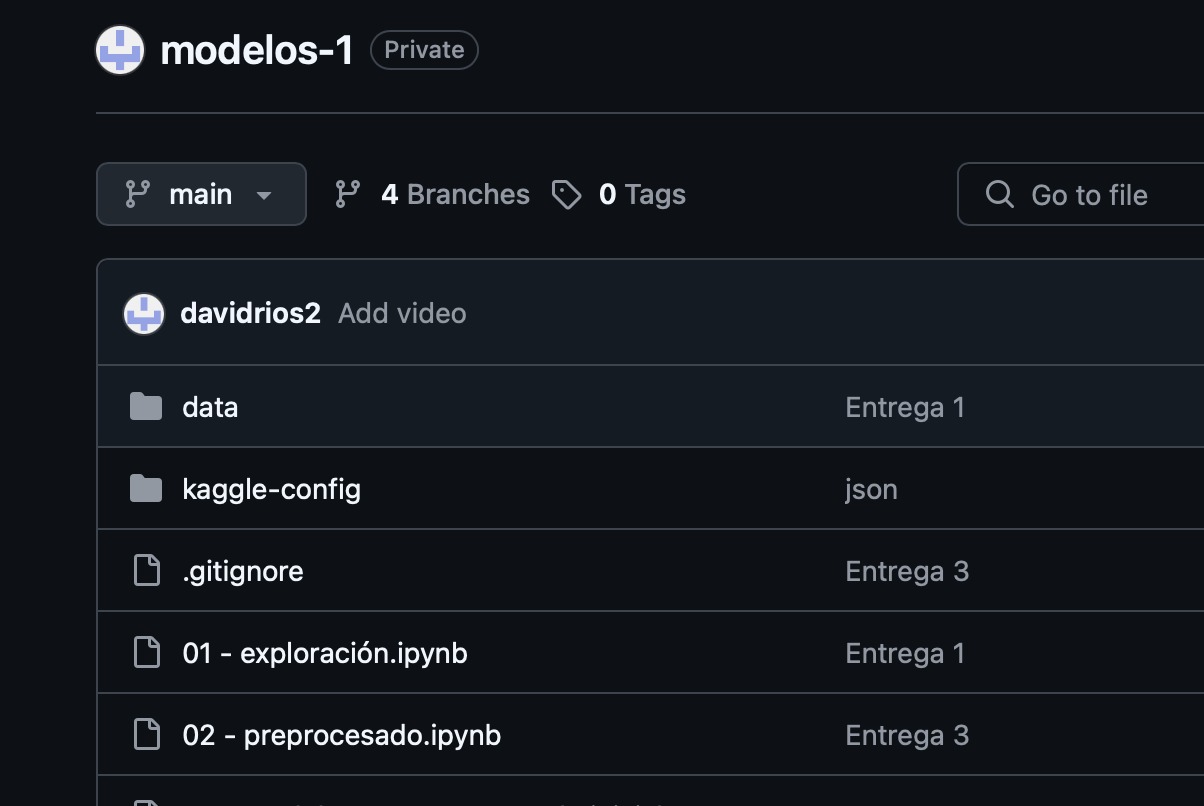 modelos-1 Private
main 4 Branches 0 Tags Go to file
davidrios2 Add video
data Entrega 1
kaggle-config json
.gitignore Entrega 3
01 - exploración.ipynb Entrega 1
02 - preprocesado.ipynb Entrega 3